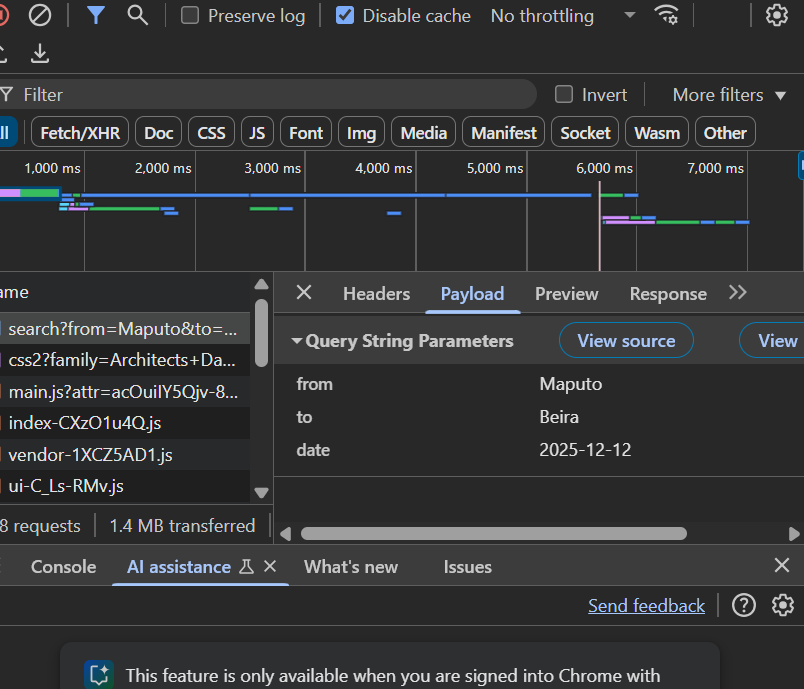 Preserve log Disable cache No throttling
Filter Invert More filters
ll Fetch/XHR Doc CSS JS Font Img Media Manifest Socket Wasm Other
1,000 ms 2,000 ms 3,000 ms 4,000 ms 5,000 ms 6,000 ms 7,000 ms
ame Headers Payload Preview Response
search?from=Maputo&to=...
css2?family=Architects+Da...
main.js?attr=acOuiIY5Qjv-8...
index-CXzO1u4Q.js
vendor-1XCZ5AD1.js
ui-C_Ls-RMv.js
8 requests 1.4 MB transferred
Query String Parameters View source View
from Maputo
to Beira
date 2025-12-12
Console AI assistance What's new Issues
Send feedback
This feature is only available when you are signed into Chrome with